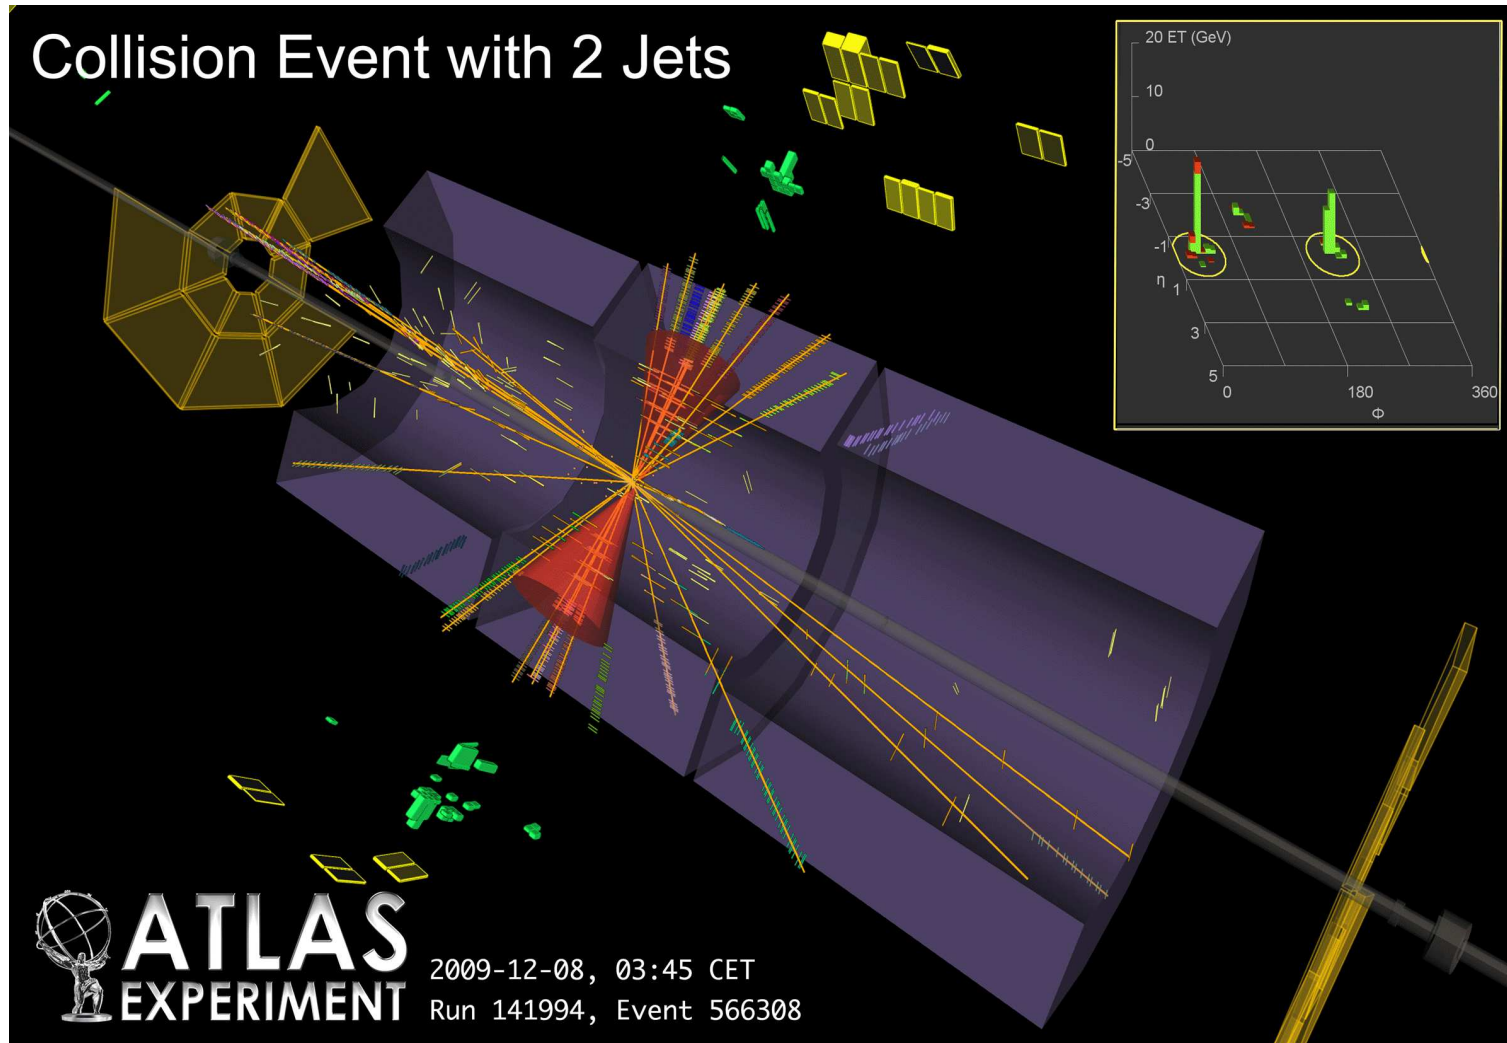 Collision Event with 2 Jets
20 ET (GeV)
10
0
-5
-3
-1
η
1
3
5
0
180
360
Φ
ATLAS
EXPERIMENT
2009-12-08, 03:45 CET
Run 141994, Event 566308